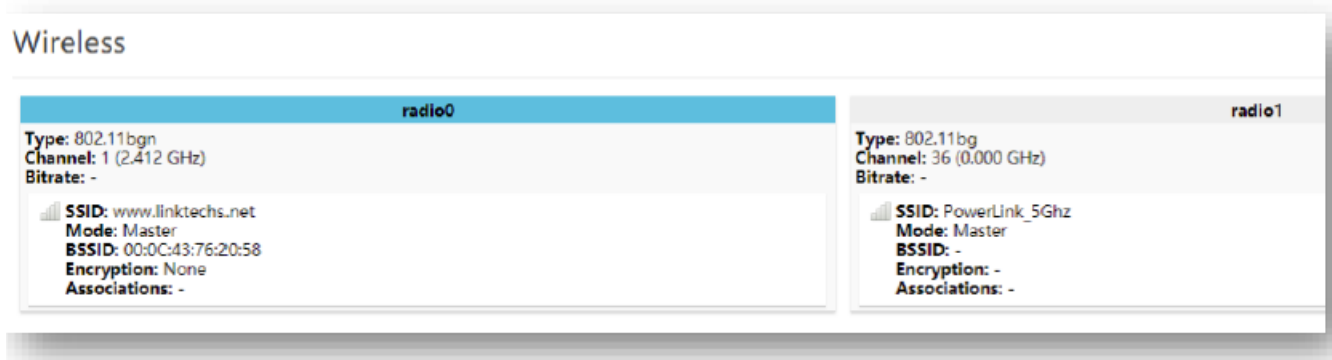 Wireless
radio0
Type: 802.11bgn
Channel: 1 (2.412 GHz)
Bitrate: -
SSID: www.linktechs.net
Mode: Master
BSSID: 00:0C:43:76:20:58
Encryption: None
Associations: -
radio1
Type: 802.11bg
Channel: 36 (0.000 GHz)
Bitrate: -
SSID: PowerLink_5Ghz
Mode: Master
BSSID: -
Encryption: -
Associations: -